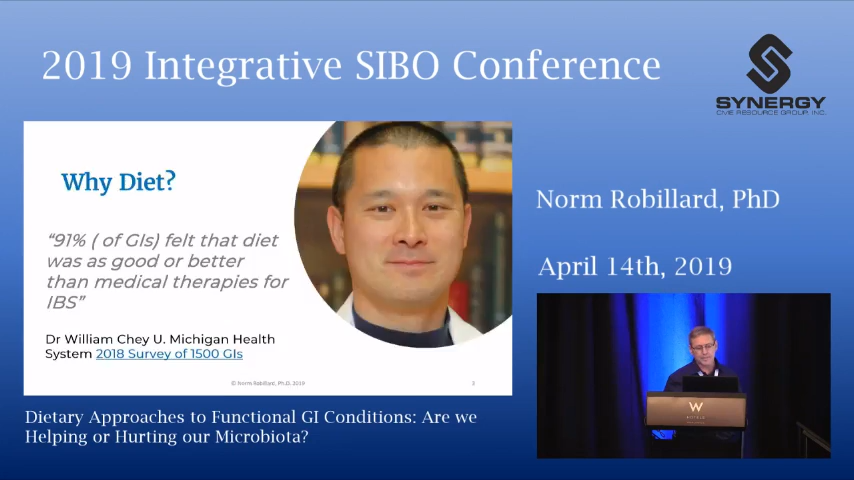 2019 Integrative SIBO Conference
SYNERGY
CME RESOURCE GROUP, INC.
Why Diet?
“91% ( of GIs) felt that diet
was as good or better
than medical therapies for
IBS”
Dr William Chey U. Michigan Health
System 2018 Survey of 1500 GIs
© Norm Robillard, Ph.D. 2019
3
Norm Robillard, PhD
April 14th, 2019
W
HOTELS
Dietary Approaches to Functional GI Conditions: Are we
Helping or Hurting our Microbiota?